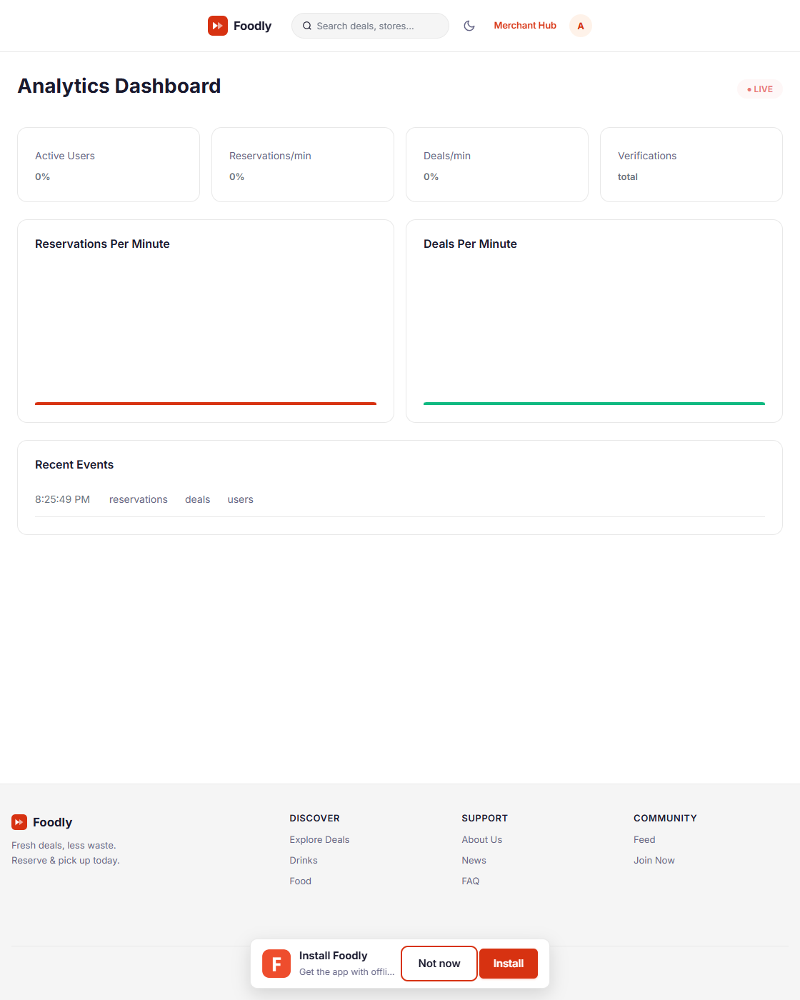 Foodly
Search deals, stores...
Merchant Hub
A
Analytics Dashboard
• LIVE
Active Users
0%
Reservations/min
0%
Deals/min
0%
Verifications
total
Reservations Per Minute
Deals Per Minute
Recent Events
8:25:49 PM reservations deals users
Foodly
Fresh deals, less waste.
Reserve & pick up today.
DISCOVER
Explore Deals
Drinks
Food
SUPPORT
About Us
News
FAQ
COMMUNITY
Feed
Join Now
F
Install Foodly
Get the app with offli...
Not now
Install